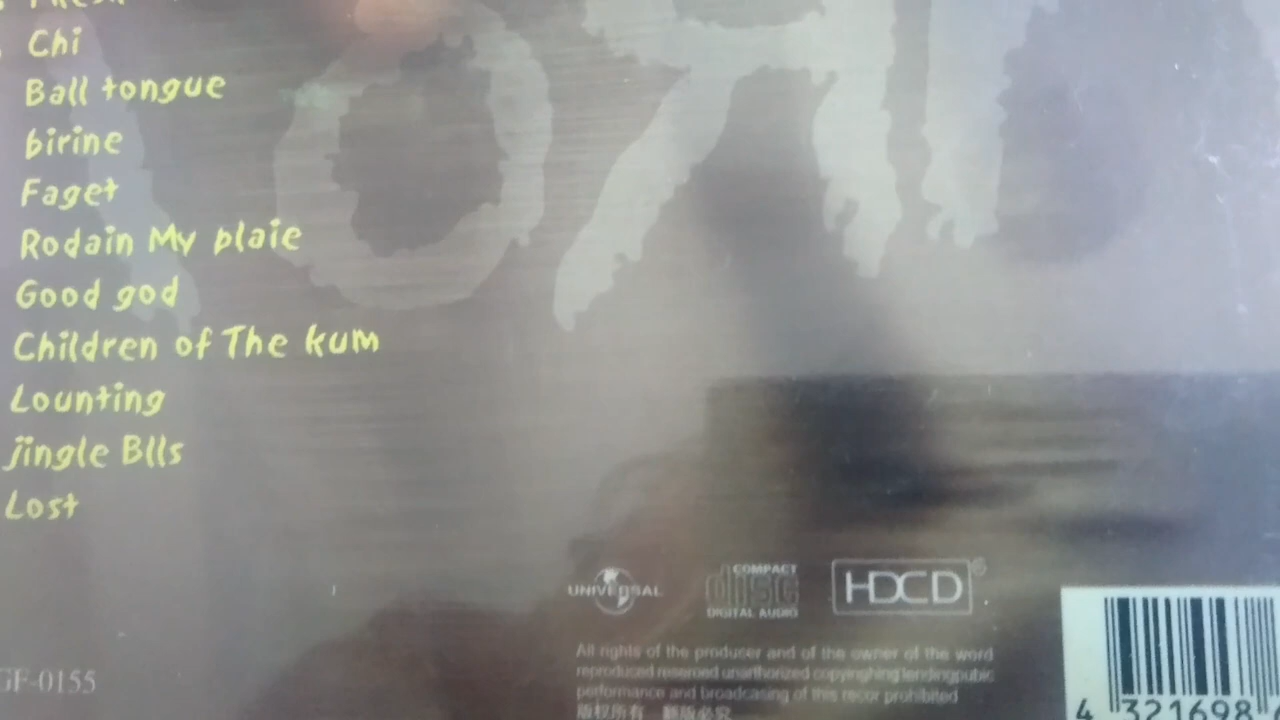 Chi
Ball tongue
birine
Faget
Rodain My plaie
Good god
Children of The kum
Lounting
jingle Blls
Lost
UNIVERSAL
COMPACT
disc
DIGITAL AUDIO
HDCD®
GF-0155
All rights of the producer and of the owner of the word
reproduced reseroed unarthorized copyinghing lendingpubic
performance and broadcasing of this recor prohibited
版权所有 翻版必究
4 321698